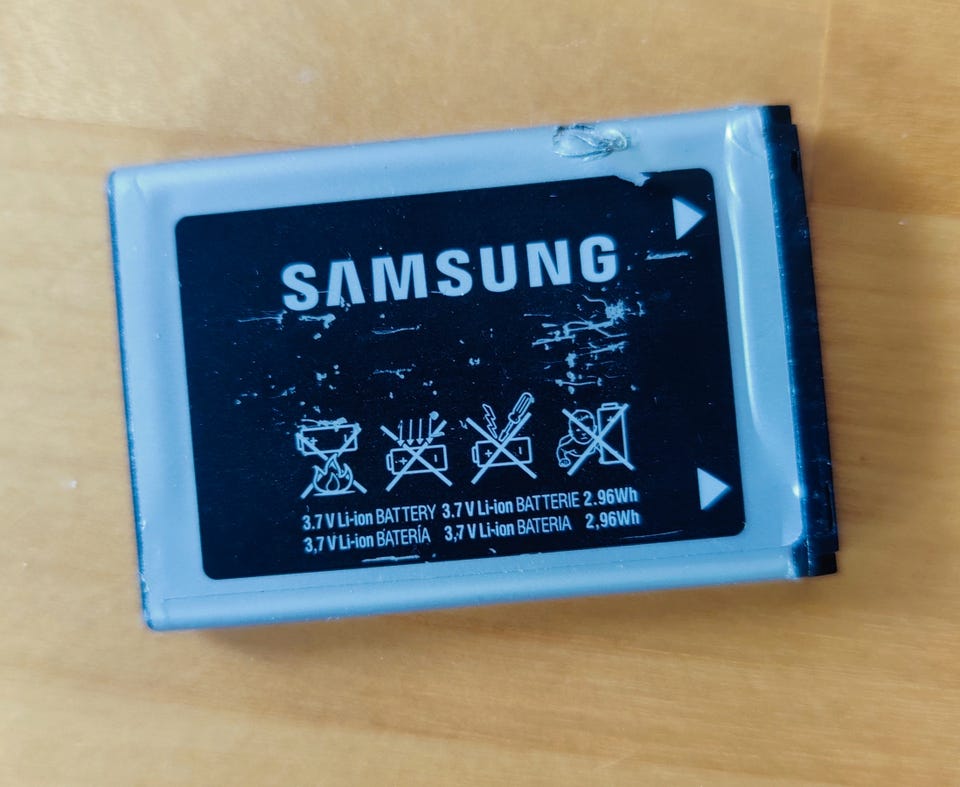 SAMSUNG
3.7 V Li-ion BATTERY 3.7 V Li-ion BATTERIE 2.96Wh
3,7 V Li-ion BATERÍA 3,7 V Li-ion BATERIA 2,96Wh